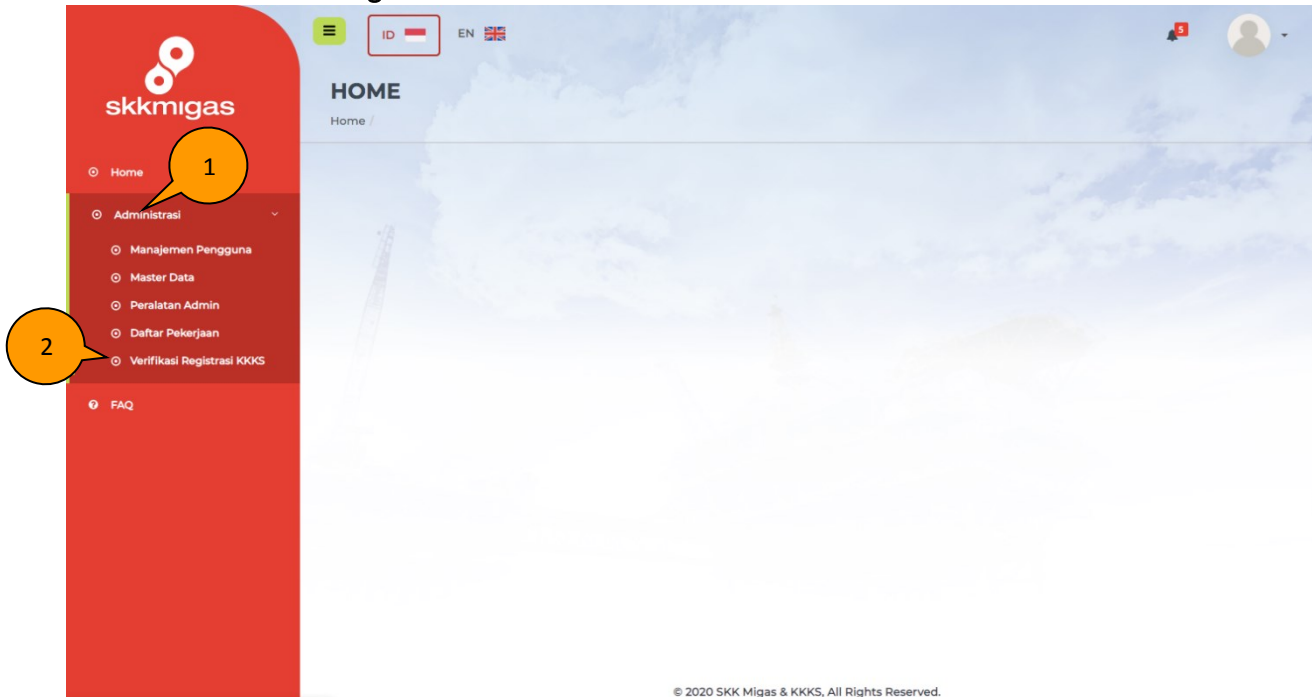 ID
EN
5
skkmigas
HOME
Home /
Home
1
Administrasi
Manajemen Pengguna
Master Data
Peralatan Admin
Daftar Pekerjaan
2
Verifikasi Registrasi KKKS
FAQ
© 2020 SKK Migas & KKKS, All Rights Reserved.